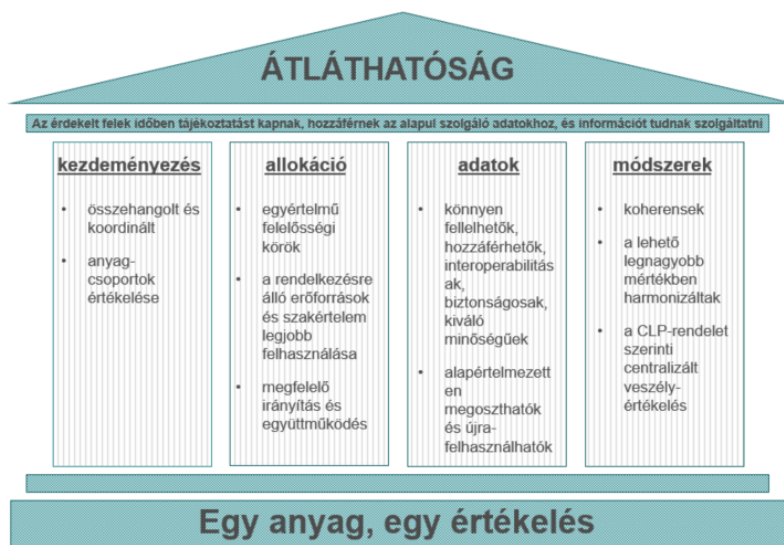 ÁTLÁTHATÓSÁG
Az érdekelt felek időben tájékoztatást kapnak, hozzáférnek az alapul szolgáló adatokhoz, és információt tudnak szolgáltatni
kezdeményezés
• összehangolt és
koordinált
• anyag-
csoportok
értékelése
allokáció
• egyértelmű
felelősségi
körök
• a rendelkezésre
álló erőforrások
és szakértelem
legjobb
felhasználása
• megfelelő
irányítás és
együttműködés
adatok
• könnyen
fellelhetők,
hozzáférhetők,
interoperabilitás
ak,
biztonságosak,
kiváló
minőségűek
• alapértelmezett
en
megoszthatók
és újra-
felhasználhatók
módszerek
• koherensek
• a lehető
legnagyobb
mértékben
harmonizáltak
• a CLP-rendelet
szerinti
centralizált
veszély-
értékelés
Egy anyag, egy értékelés